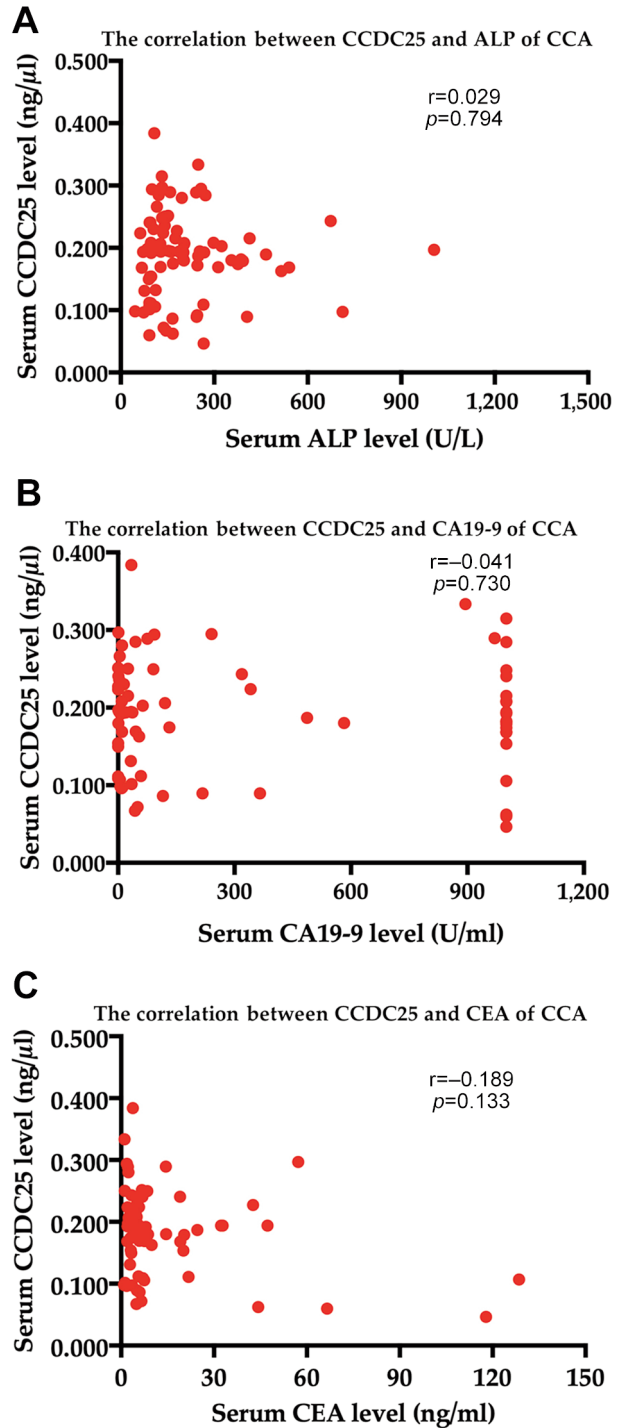 A
The correlation between CCDC25 and ALP of CCA
r=0.029
p=0.794
Serum CCDC25 level (ng/μl)
0.500
0.400
0.300
0.200
0.100
0.000
0 300 600 900 1,200 1,500
Serum ALP level (U/L)
B
The correlation between CCDC25 and CA19-9 of CCA
r=–0.041
p=0.730
Serum CCDC25 level (ng/μl)
0.400
0.300
0.200
0.100
0.000
0 300 600 900 1,200
Serum CA19-9 level (U/ml)
C
The correlation between CCDC25 and CEA of CCA
r=–0.189
p=0.133
Serum CCDC25 level (ng/μl)
0.500
0.400
0.300
0.200
0.100
0.000
0 30 60 90 120 150
Serum CEA level (ng/ml)